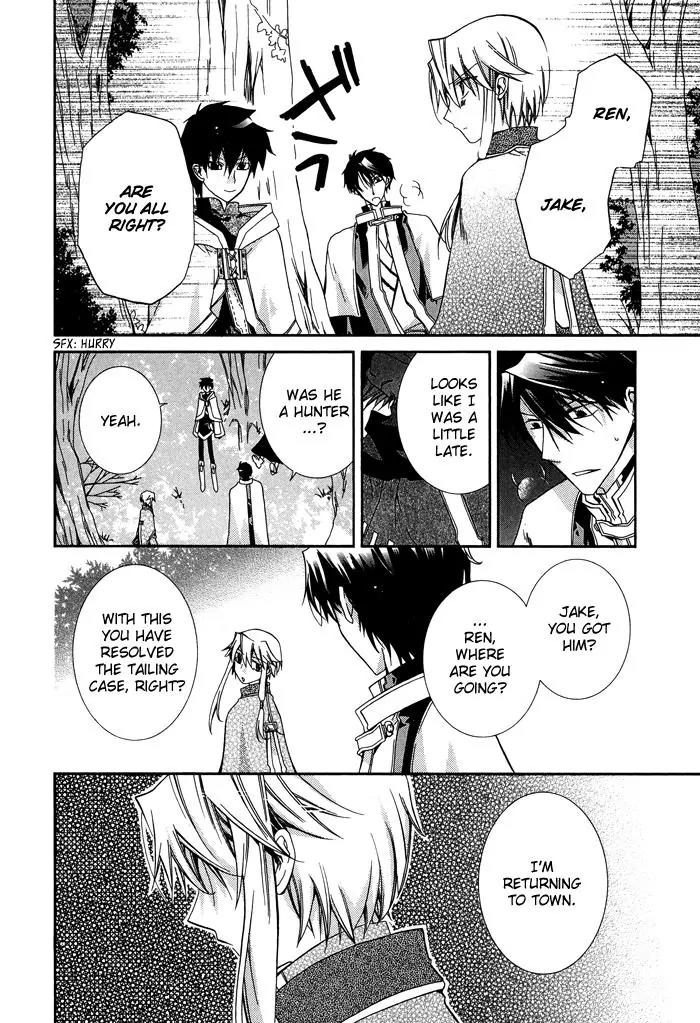 REN,
JAKE,
ARE
YOU ALL
RIGHT?
SFX: HURRY
LOOKS
LIKE I
WAS A
LITTLE
LATE.
WAS HE
A HUNTER
...?
YEAH.
JAKE,
YOU GOT
HIM?
...
REN,
WHERE
ARE YOU
GOING?
WITH THIS
YOU HAVE
RESOLVED
THE TAILING
CASE, RIGHT?
I'M
RETURNING
TO TOWN.